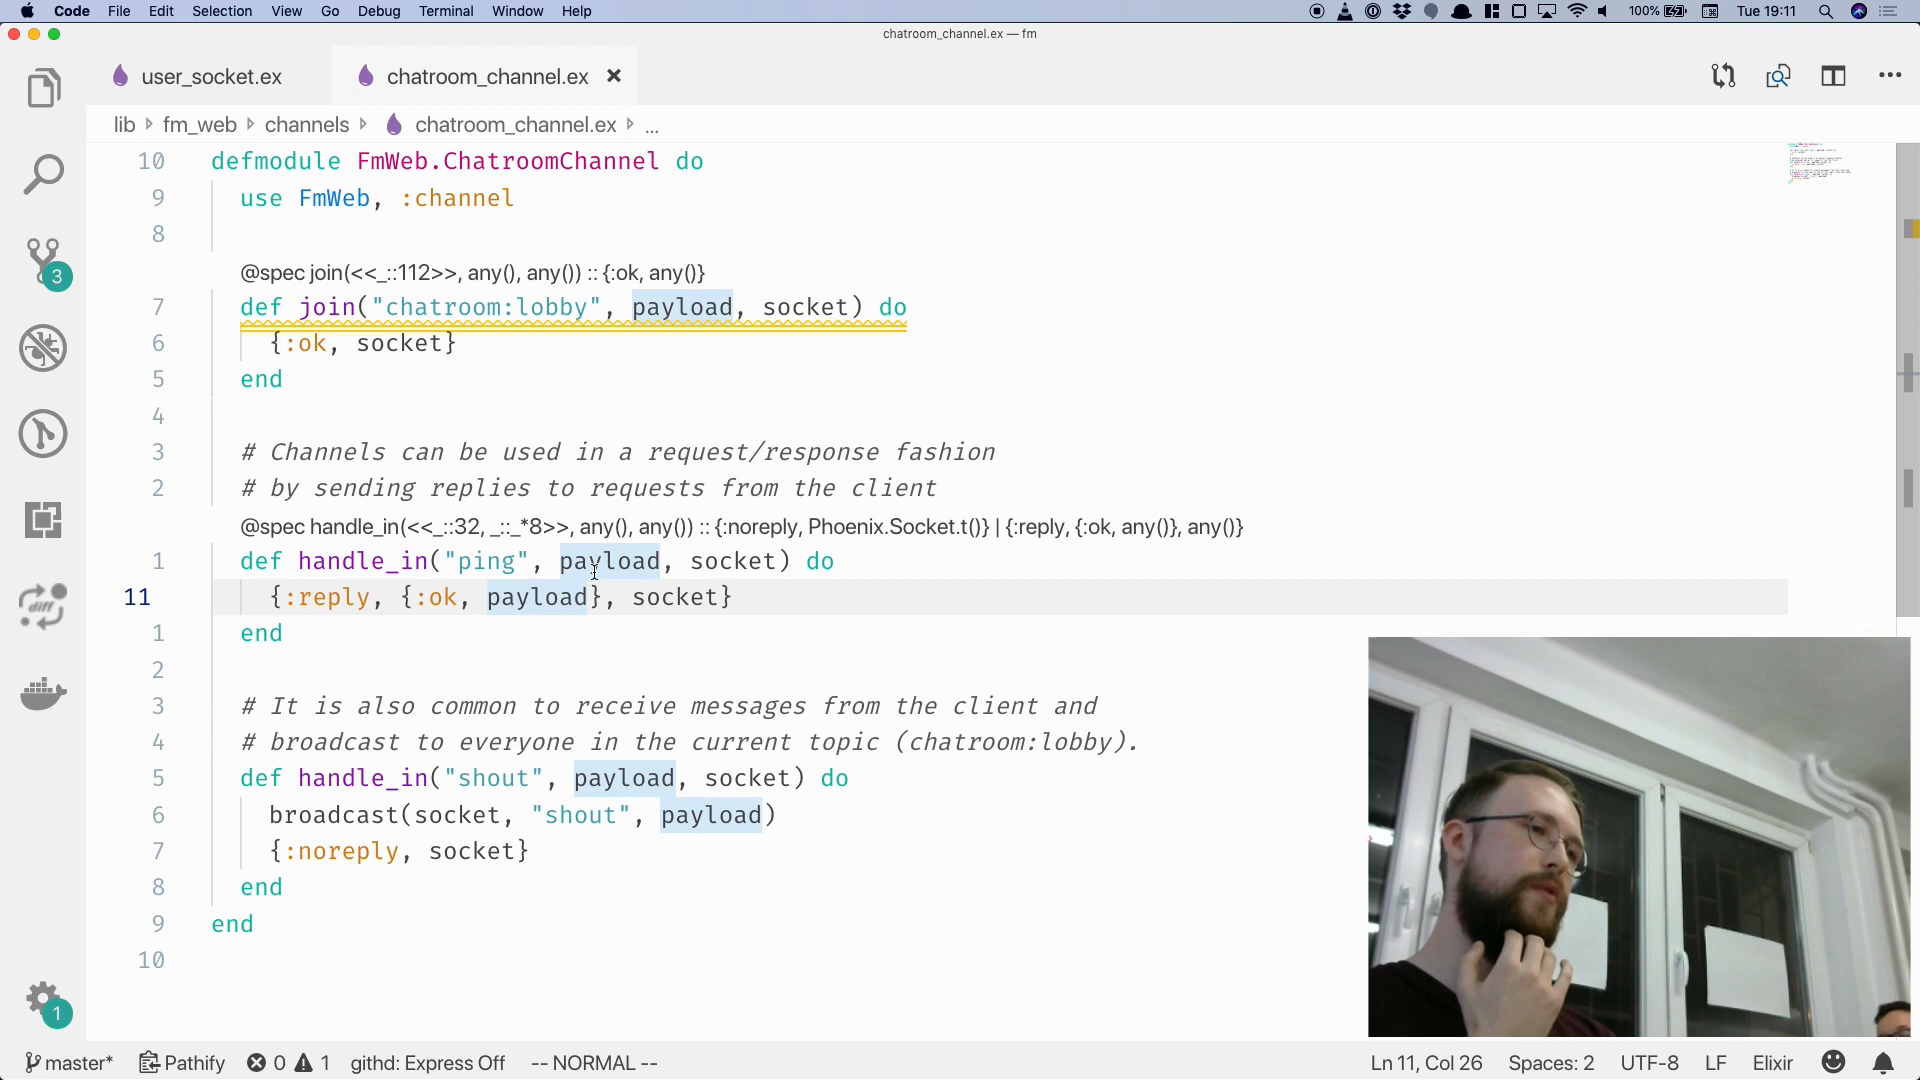 Code File Edit Selection View Go Debug Terminal Window Help 100% Tue 19:11
chatroom_channel.ex — fm
user_socket.ex chatroom_channel.ex
lib fm_web channels chatroom_channel.ex ...
10 defmodule FmWeb.ChatroomChannel do
9 use FmWeb, :channel
8
@spec join(<<_::112>>, any(), any()) :: {:ok, any()}
7 def join("chatroom:lobby", payload, socket) do
6 {:ok, socket}
5 end
4
3 # Channels can be used in a request/response fashion
2 # by sending replies to requests from the client
@spec handle_in(<<_::32, _::_*8>>, any(), any()) :: {:noreply, Phoenix.Socket.t()} | {:reply, {:ok, any()}, any()}
1 def handle_in("ping", payload, socket) do
11 {:reply, {:ok, payload}, socket}
1 end
2
3 # It is also common to receive messages from the client and
4 # broadcast to everyone in the current topic (chatroom:lobby).
5 def handle_in("shout", payload, socket) do
6 broadcast(socket, "shout", payload)
7 {:noreply, socket}
8 end
9 end
10
3
diff
1
master* Pathify 0 1 githd: Express Off -- NORMAL -- Ln 11, Col 26 Spaces: 2 UTF-8 LF Elixir